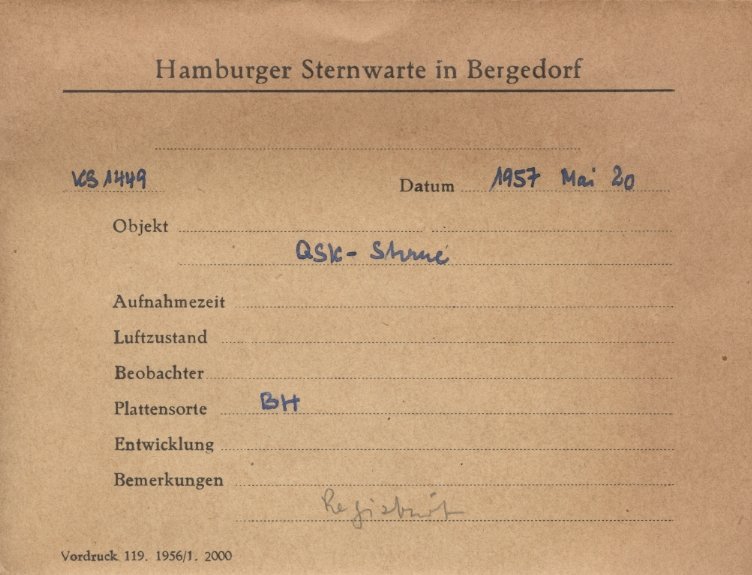 Hamburger Sternwarte in Bergedorf
KS 1449 Datum 1957 Mai 20
Objekt
QSK - Sterne
Aufnahmezeit
Luftzustand
Beobachter
Plattensorte BH
Entwicklung
Bemerkungen
Registriert
Vordruck 119. 1956/1. 2000